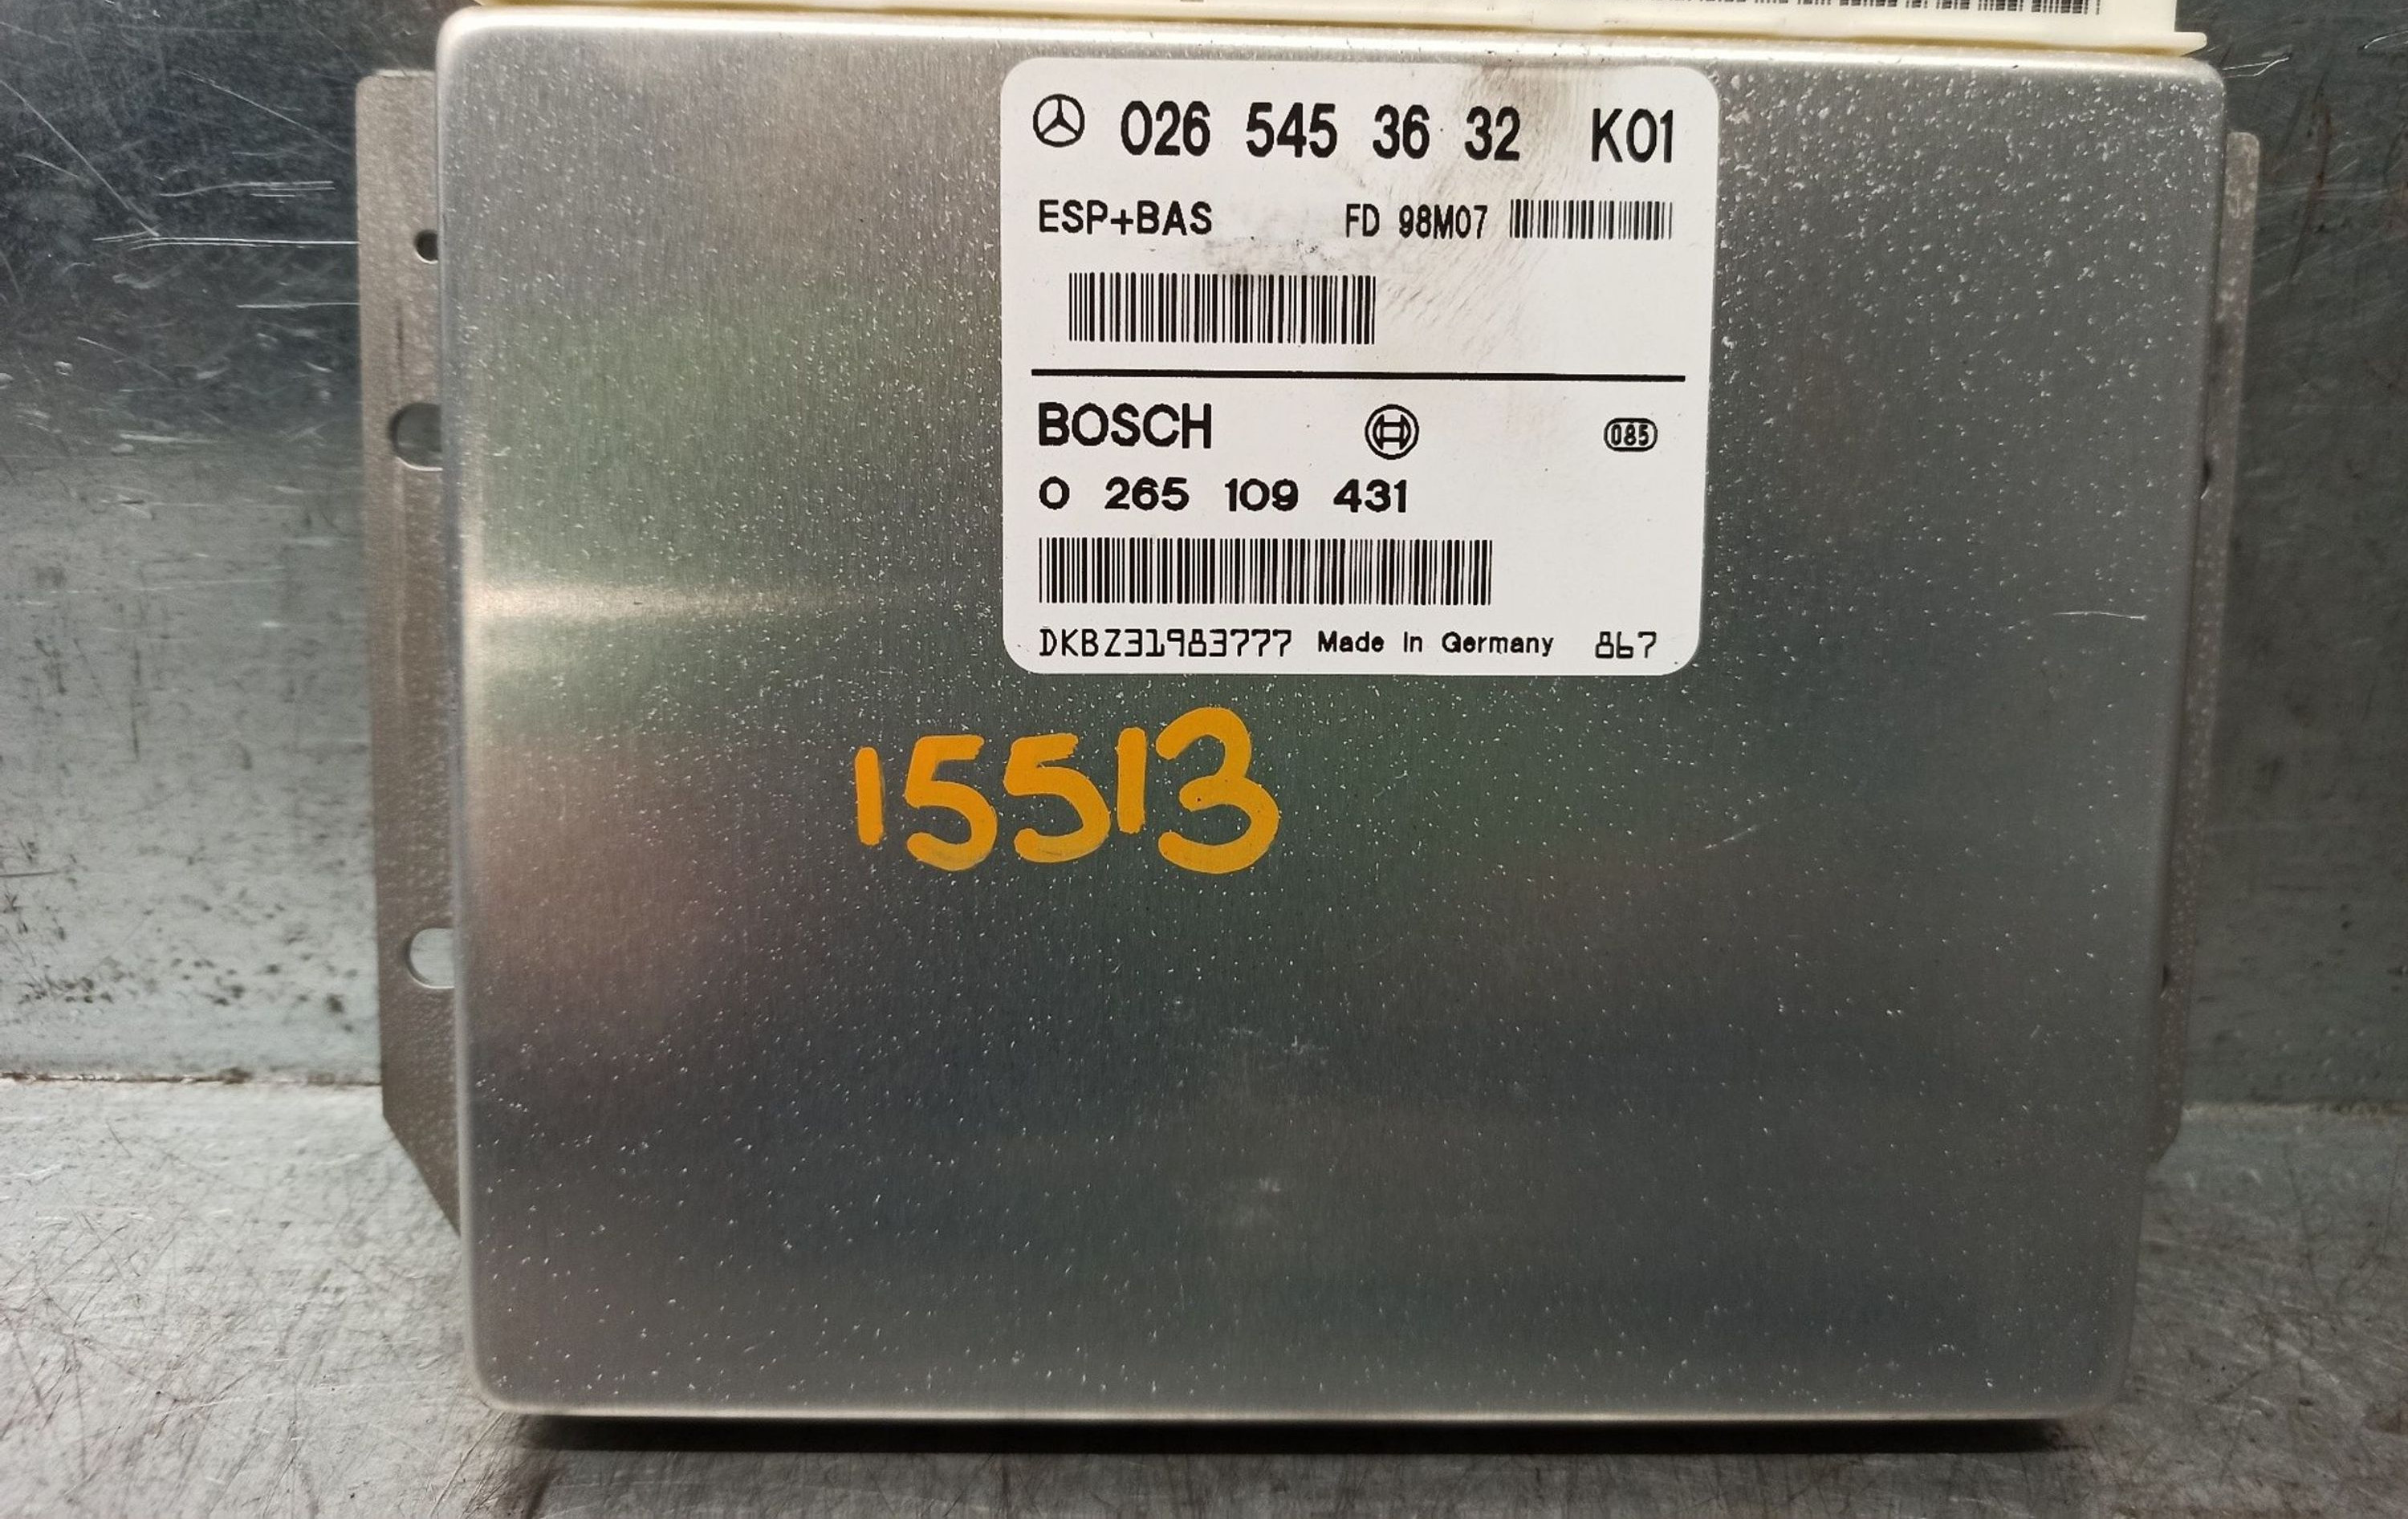 026 545 36 32 K01
ESP+BAS FD 98M07
BOSCH 085
0 265 109 431
DKBZ31983777 Made In Germany 867
15513